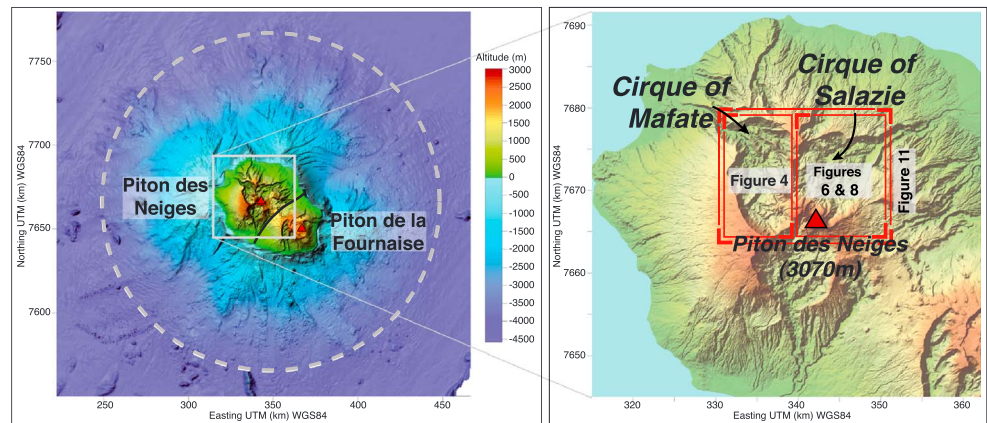 7750
7700
7650
7600
Northing UTM (km) WGS84
250
300
350
400
450
Easting UTM (km) WGS84
Piton des
Neiges
Piton de la
Fournaise
Altitude (m)
3000
2500
2000
1500
1000
500
0
-500
-1000
-1500
-2000
-2500
-3000
-3500
-4000
-4500
7690
7680
7670
7660
7650
Northing UTM (km) WGS84
320
330
340
350
360
Easting UTM (km) WGS84
Cirque of
Mafate
Cirque of
Salazie
Figure 4
Figures
6 & 8
Figure 11
Piton des Neiges
(3070m)